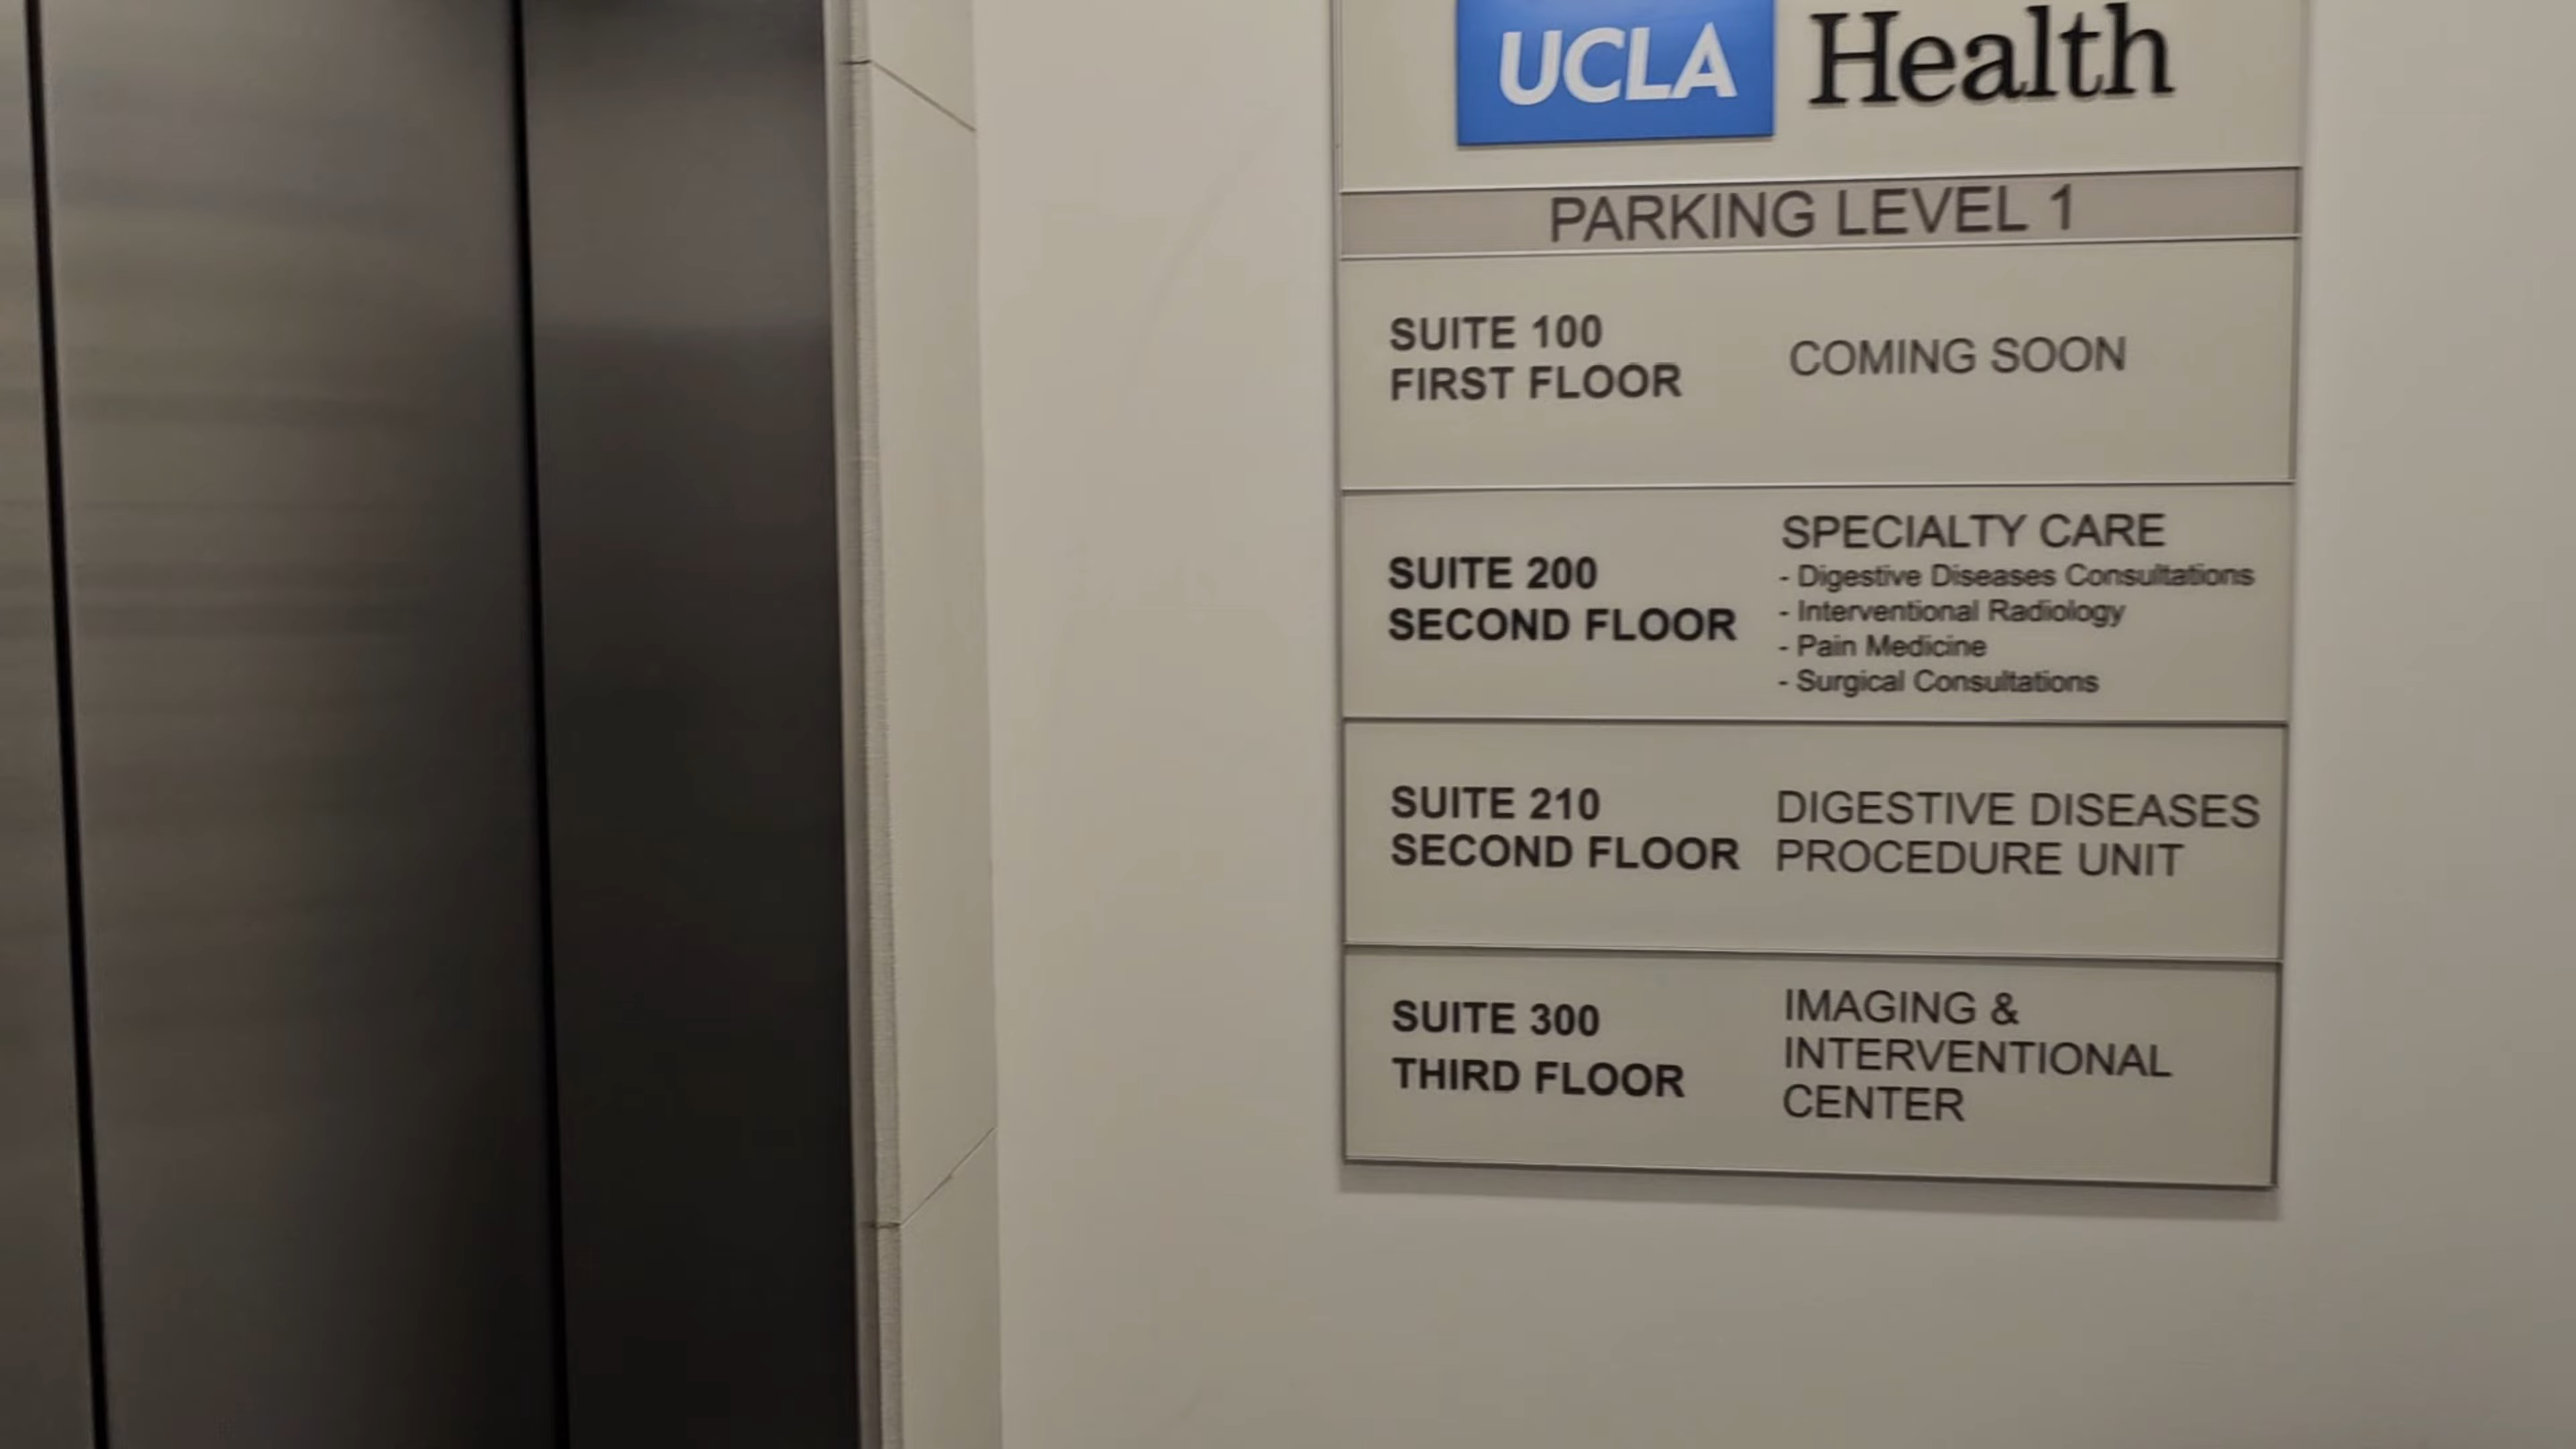 UCLA Health
PARKING LEVEL 1
SUITE 100
FIRST FLOOR
COMING SOON
SUITE 200
SECOND FLOOR
SPECIALTY CARE
- Digestive Diseases Consultations
- Interventional Radiology
- Pain Medicine
- Surgical Consultations
SUITE 210
SECOND FLOOR
DIGESTIVE DISEASES
PROCEDURE UNIT
SUITE 300
THIRD FLOOR
IMAGING &
INTERVENTIONAL
CENTER